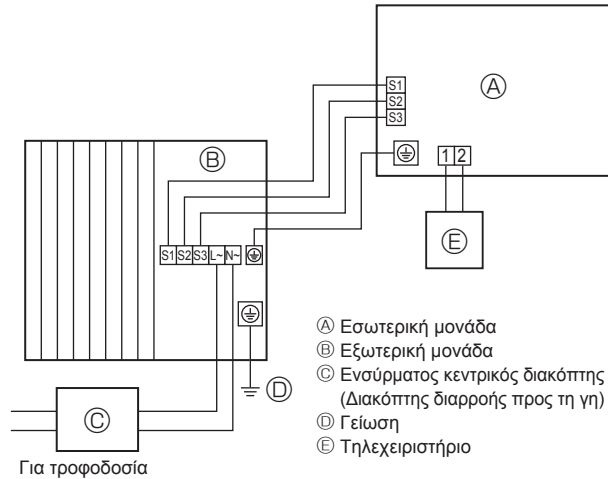 S1
S2
S3
Ⓐ
⏚
1 2
Ⓑ
S1 S2 S3 L~ N~ ⏚
Ⓔ
⏚
Ⓓ
Ⓒ
Για τροφοδοσία
Ⓐ Εσωτερική μονάδα
Ⓑ Εξωτερική μονάδα
Ⓒ Ενσύρματος κεντρικός διακόπτης
(Διακόπτης διαρροής προς τη γη)
Ⓓ Γείωση
Ⓔ Τηλεχειριστήριο